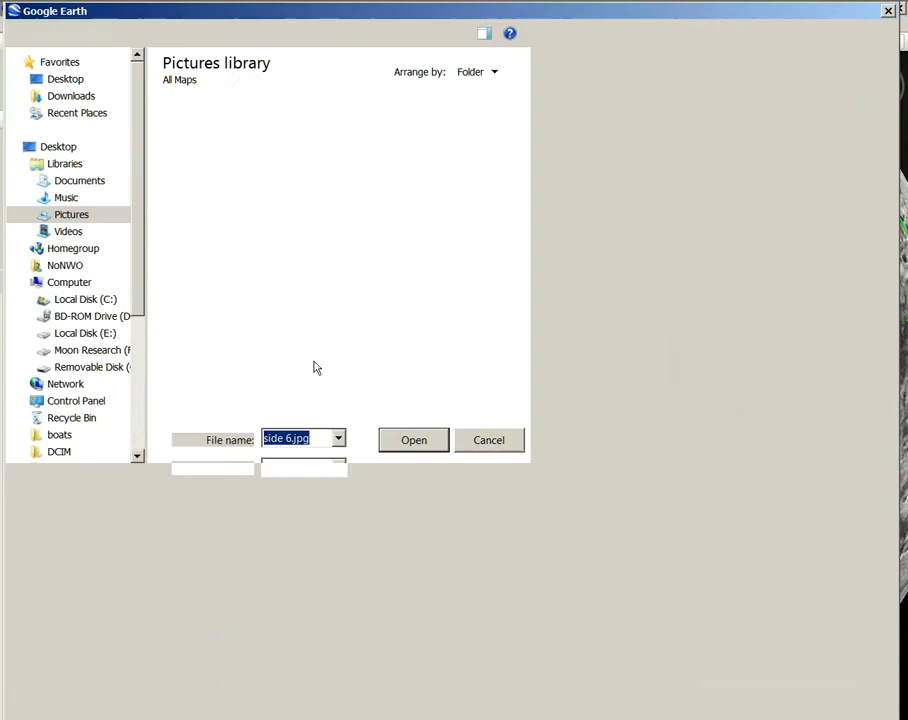 Google Earth
Favorites
Desktop
Downloads
Recent Places
Desktop
Libraries
Documents
Music
Pictures
Videos
Homegroup
NoNWO
Computer
Local Disk (C:)
BD-ROM Drive (D
Local Disk (E:)
Moon Research (F
Removable Disk (
Network
Control Panel
Recycle Bin
boats
DCIM
Pictures library
All Maps
Arrange by: Folder
File name: side 6.jpg
Open Cancel